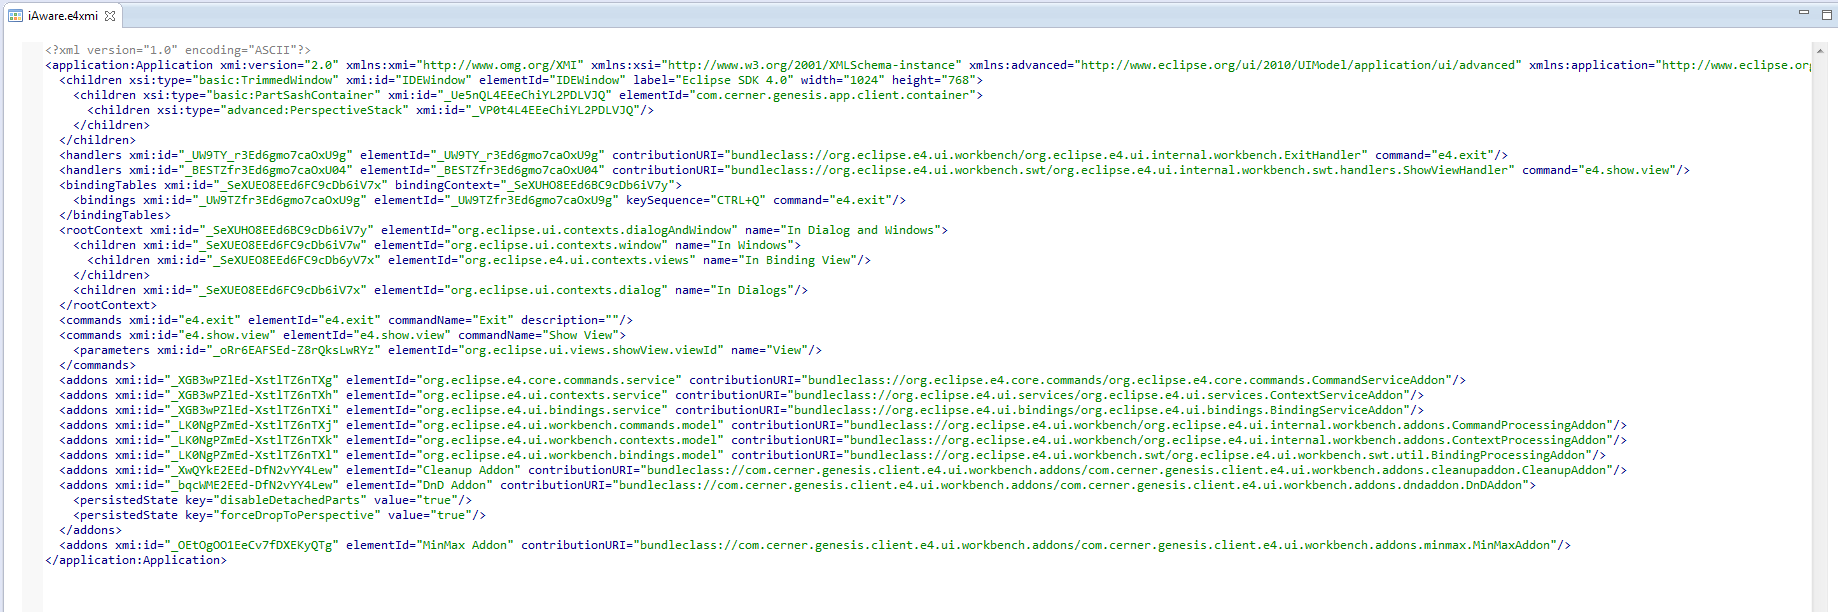 iAware.e4xmi
<?xml version="1.0" encoding="ASCII"?>
<application:Application xmi:version="2.0" xmlns:xmi="http://www.omg.org/XMI" xmlns:xsi="http://www.w3.org/2001/XMLSchema-instance" xmlns:advanced="http://www.eclipse.org/ui/2010/UIModel/application/ui/advanced" xmlns:application="http://www.eclipse.org
<children xsi:type="basic:TrimmedWindow" xmi:id="IDEWindow" elementId="IDEWindow" label="Eclipse SDK 4.0" width="1024" height="768">
<children xsi:type="basic:PartSashContainer" xmi:id="_Ue5nQL4EEeChiYL2PDLVJQ" elementId="com.cerner.genesis.app.client.container">
<children xsi:type="advanced:PerspectiveStack" xmi:id="_VP0t4L4EEeChiYL2PDLVJQ"/>
</children>
</children>
<handlers xmi:id="_UW9TY_r3Ed6gmo7caOxU9g" elementId="_UW9TY_r3Ed6gmo7caOxU9g" contributionURI="bundleclass://org.eclipse.e4.ui.workbench/org.eclipse.e4.ui.internal.workbench.ExitHandler" command="e4.exit"/>
<handlers xmi:id="_BESTZfr3Ed6gmo7caOxU04" elementId="_BESTZfr3Ed6gmo7caOxU04" contributionURI="bundleclass://org.eclipse.e4.ui.workbench.swt/org.eclipse.e4.ui.internal.workbench.swt.handlers.ShowViewHandler" command="e4.show.view"/>
<bindingTables xmi:id="_SeXUEO8EEd6FC9cDb6iV7x" bindingContext="_SeXUHO8EEd6BC9cDb6iV7y">
<bindings xmi:id="_UW9TZfr3Ed6gmo7caOxU9g" elementId="_UW9TZfr3Ed6gmo7caOxU9g" keySequence="CTRL+Q" command="e4.exit"/>
</bindingTables>
<rootContext xmi:id="_SeXUHO8EEd6BC9cDb6iV7y" elementId="org.eclipse.ui.contexts.dialogAndWindow" name="In Dialog and Windows">
<children xmi:id="_SeXUEO8EEd6FC9cDb6iV7w" elementId="org.eclipse.ui.contexts.window" name="In Windows">
<children xmi:id="_SeXUEO8EEd6FC9cDb6yV7x" elementId="org.eclipse.e4.ui.contexts.views" name="In Binding View"/>
</children>
<children xmi:id="_SeXUEO8EEd6FC9cDb6iV7x" elementId="org.eclipse.ui.contexts.dialog" name="In Dialogs"/>
</rootContext>
<commands xmi:id="e4.exit" elementId="e4.exit" commandName="Exit" description=""/>
<commands xmi:id="e4.show.view" elementId="e4.show.view" commandName="Show View">
<parameters xmi:id="_oRr6EAFSEd-Z8rQksLwRYz" elementId="org.eclipse.ui.views.showView.viewId" name="View"/>
</commands>
<addons xmi:id="_XGB3wPZlEd-XstlTZ6nTXg" elementId="org.eclipse.e4.core.commands.service" contributionURI="bundleclass://org.eclipse.e4.core.commands/org.eclipse.e4.core.commands.CommandServiceAddon"/>
<addons xmi:id="_XGB3wPZlEd-XstlTZ6nTXh" elementId="org.eclipse.e4.ui.contexts.service" contributionURI="bundleclass://org.eclipse.e4.ui.services/org.eclipse.e4.ui.services.ContextServiceAddon"/>
<addons xmi:id="_XGB3wPZlEd-XstlTZ6nTXi" elementId="org.eclipse.e4.ui.bindings.service" contributionURI="bundleclass://org.eclipse.e4.ui.bindings/org.eclipse.e4.ui.bindings.BindingServiceAddon"/>
<addons xmi:id="_LK0NgPZmEd-XstlTZ6nTXj" elementId="org.eclipse.e4.ui.workbench.commands.model" contributionURI="bundleclass://org.eclipse.e4.ui.workbench/org.eclipse.e4.ui.internal.workbench.addons.CommandProcessingAddon"/>
<addons xmi:id="_LK0NgPZmEd-XstlTZ6nTXk" elementId="org.eclipse.e4.ui.workbench.contexts.model" contributionURI="bundleclass://org.eclipse.e4.ui.workbench/org.eclipse.e4.ui.internal.workbench.addons.ContextProcessingAddon"/>
<addons xmi:id="_LK0NgPZmEd-XstlTZ6nTXl" elementId="org.eclipse.e4.ui.workbench.bindings.model" contributionURI="bundleclass://org.eclipse.e4.ui.workbench.swt/org.eclipse.e4.ui.workbench.swt.util.BindingProcessingAddon"/>
<addons xmi:id="_XwQYkE2EEd-DfN2vYY4Lew" elementId="Cleanup Addon" contributionURI="bundleclass://com.cerner.genesis.client.e4.ui.workbench.addons/com.cerner.genesis.client.e4.ui.workbench.addons.cleanupaddon.CleanupAddon"/>
<addons xmi:id="_bqcWME2EEd-DfN2vYY4Lew" elementId="DnD Addon" contributionURI="bundleclass://com.cerner.genesis.client.e4.ui.workbench.addons/com.cerner.genesis.client.e4.ui.workbench.addons.dndaddon.DnDAddon">
<persistedState key="disableDetachedParts" value="true"/>
<persistedState key="forceDropToPerspective" value="true"/>
</addons>
<addons xmi:id="_OEtOgOO1EeCv7fDXEKyQTg" elementId="MinMax Addon" contributionURI="bundleclass://com.cerner.genesis.client.e4.ui.workbench.addons/com.cerner.genesis.client.e4.ui.workbench.addons.minmax.MinMaxAddon"/>
</application:Application>